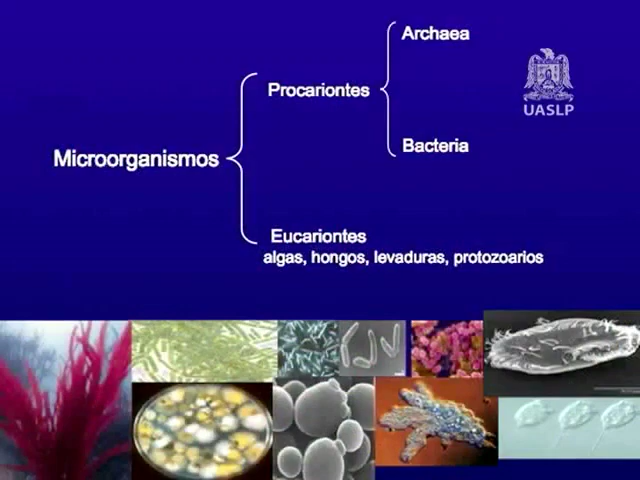 Archaea
UASLP
Procariontes
Bacteria
Microorganismos
Eucariontes
algas, hongos, levaduras, protozoarios